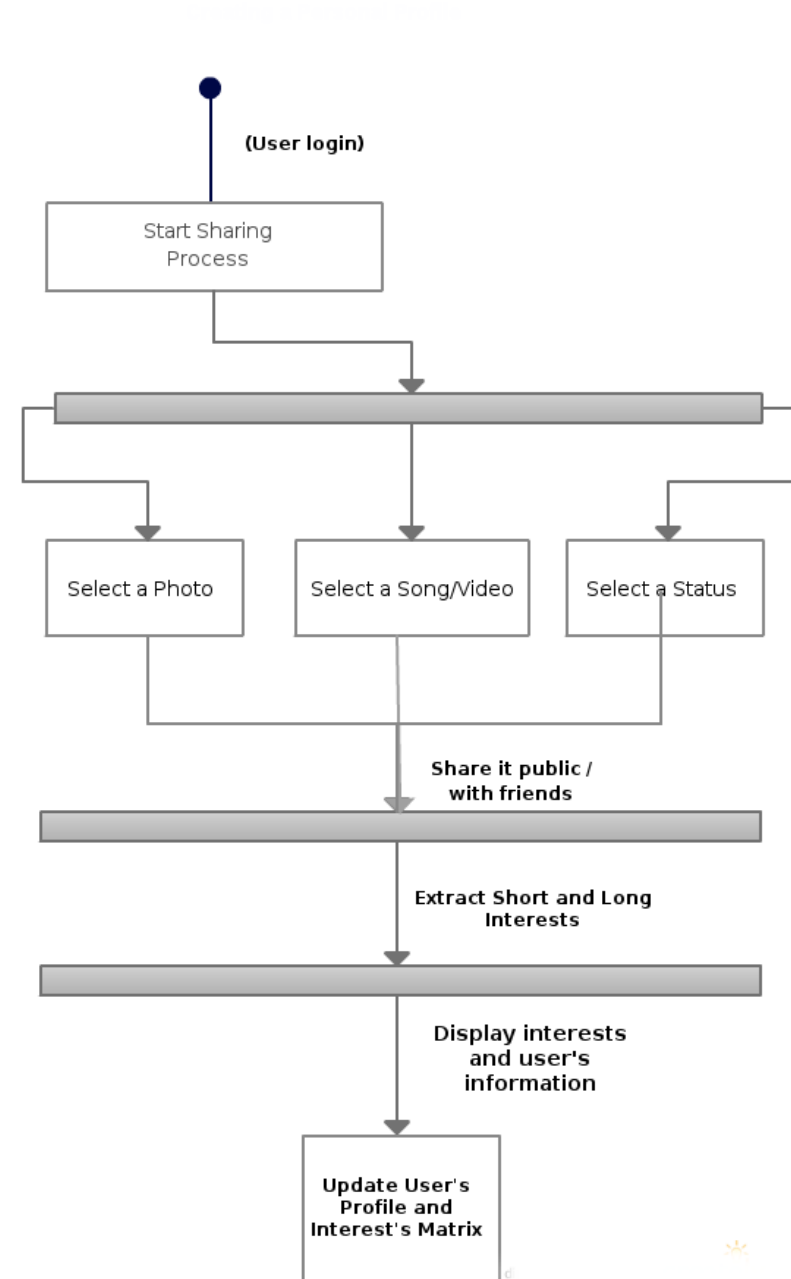 (User login)
Start Sharing
Process
Select a Photo
Select a Song/Video
Select a Status
Share it public /
with friends
Extract Short and Long
Interests
Display interests
and user's
information
Update User's
Profile and
Interest's Matrix